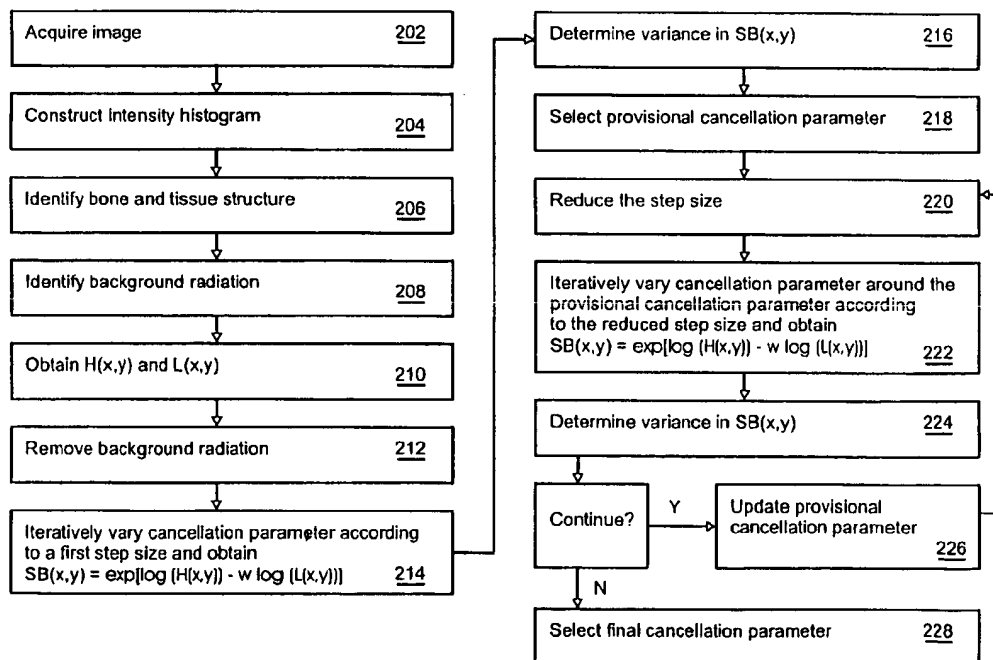 Acquire image 202
Construct intensity histogram 204
Identify bone and tissue structure 206
Identify background radiation 208
Obtain H(x,y) and L(x,y) 210
Remove background radiation 212
Iteratively vary cancellation parameter according
to a first step size and obtain
SB(x,y) = exp[log (H(x,y)) - w log (L(x,y))] 214
Determine variance in SB(x,y) 216
Select provisional cancellation parameter 218
Reduce the step size 220
Iteratively vary cancellation parameter around the
provisional cancellation parameter according
to the reduced step size and obtain
SB(x,y) = exp[log (H(x,y)) - w log (L(x,y))] 222
Determine variance in SB(x,y) 224
Continue?
Y
Update provisional
cancellation parameter 226
N
Select final cancellation parameter 228